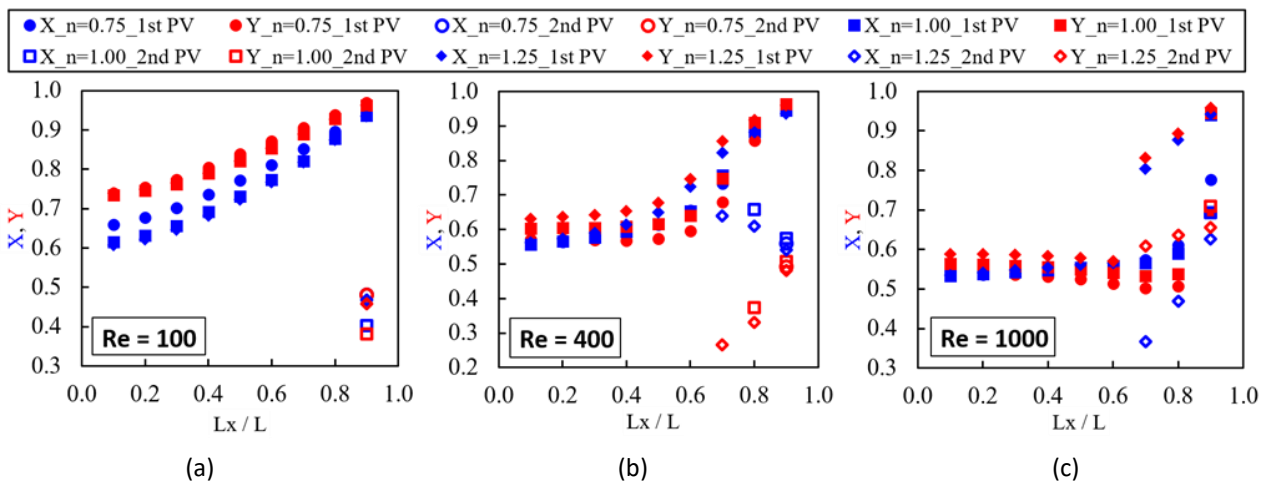 X_n=0.75_1st PV Y_n=0.75_1st PV X_n=0.75_2nd PV Y_n=0.75_2nd PV X_n=1.00_1st PV Y_n=1.00_1st PV
X_n=1.00_2nd PV Y_n=1.00_2nd PV X_n=1.25_1st PV Y_n=1.25_1st PV X_n=1.25_2nd PV Y_n=1.25_2nd PV
X, Y
1.0
0.9
0.8
0.7
0.6
0.5
0.4
0.3
Re = 100
0.0 0.2 0.4 0.6 0.8 1.0
Lx / L
(a)
X, Y
1.0
0.9
0.8
0.7
0.6
0.5
0.4
0.3
0.2
Re = 400
0.0 0.2 0.4 0.6 0.8 1.0
Lx / L
(b)
X, Y
1.0
0.9
0.8
0.7
0.6
0.5
0.4
0.3
Re = 1000
0.0 0.2 0.4 0.6 0.8 1.0
Lx / L
(c)